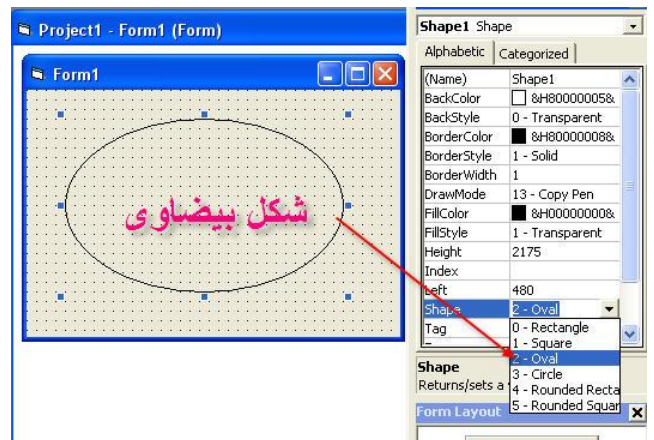 Project1 - Form1 (Form)
Form1
شكل بيضاوى
Shape1 Shape
Alphabetic Categorized
(Name) Shape1
BackColor &H80000005&
BackStyle 0 - Transparent
BorderColor &H80000008&
BorderStyle 1 - Solid
BorderWidth 1
DrawMode 13 - Copy Pen
FillColor &H00000000&
FillStyle 1 - Transparent
Height 2175
Index
Left 480
Shape 2 - Oval
Tag 0 - Rectangle
1 - Square
2 - Oval
3 - Circle
4 - Rounded Recta
5 - Rounded Squar
Shape
Returns/sets a
Form Layout